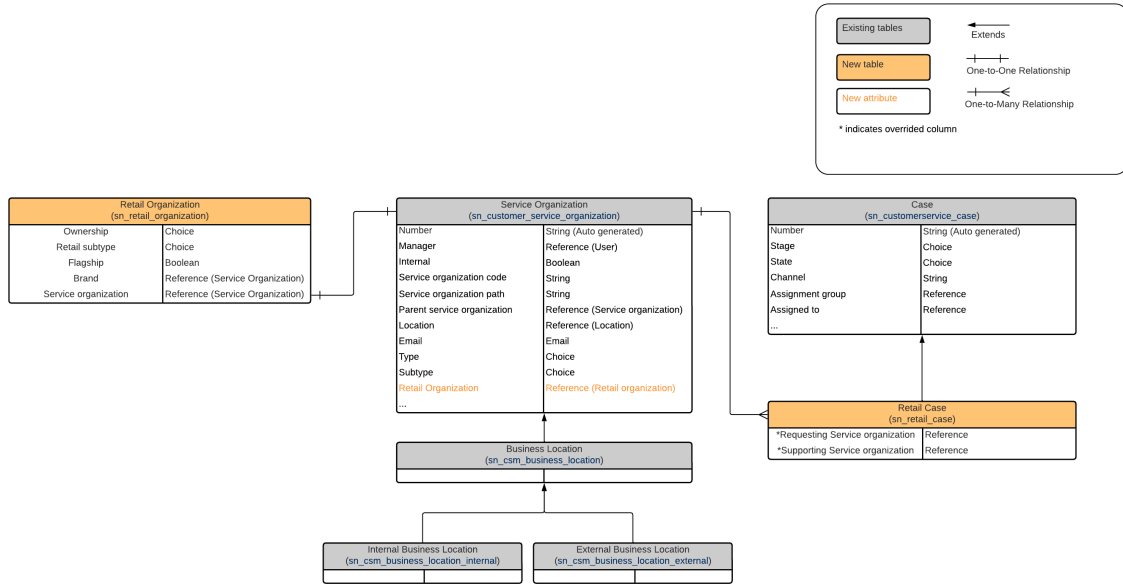 Existing tables
Extends
New table
One-to-One Relationship
New attribute
One-to-Many Relationship
* indicates overrided column
Retail Organization
(sn_retail_organization)
Ownership Choice
Retail subtype Choice
Flagship Boolean
Brand Reference (Service Organization)
Service organization Reference (Service Organization)
Service Organization
(sn_customer_service_organization)
Number String (Auto generated)
Manager Reference (User)
Internal Boolean
Service organization code String
Service organization path String
Parent service organization Reference (Service organization)
Location Reference (Location)
Email Email
Type Choice
Subtype Choice
Retail Organization Reference (Retail organization)
...
Case
(sn_customerservice_case)
Number String (Auto generated)
Stage Choice
State Choice
Channel String
Assignment group Reference
Assigned to Reference
...
Retail Case
(sn_retail_case)
*Requesting Service organization Reference
*Supporting Service organization Reference
Business Location
(sn_csm_business_location)
Internal Business Location
(sn_csm_business_location_internal)
External Business Location
(sn_csm_business_location_external)